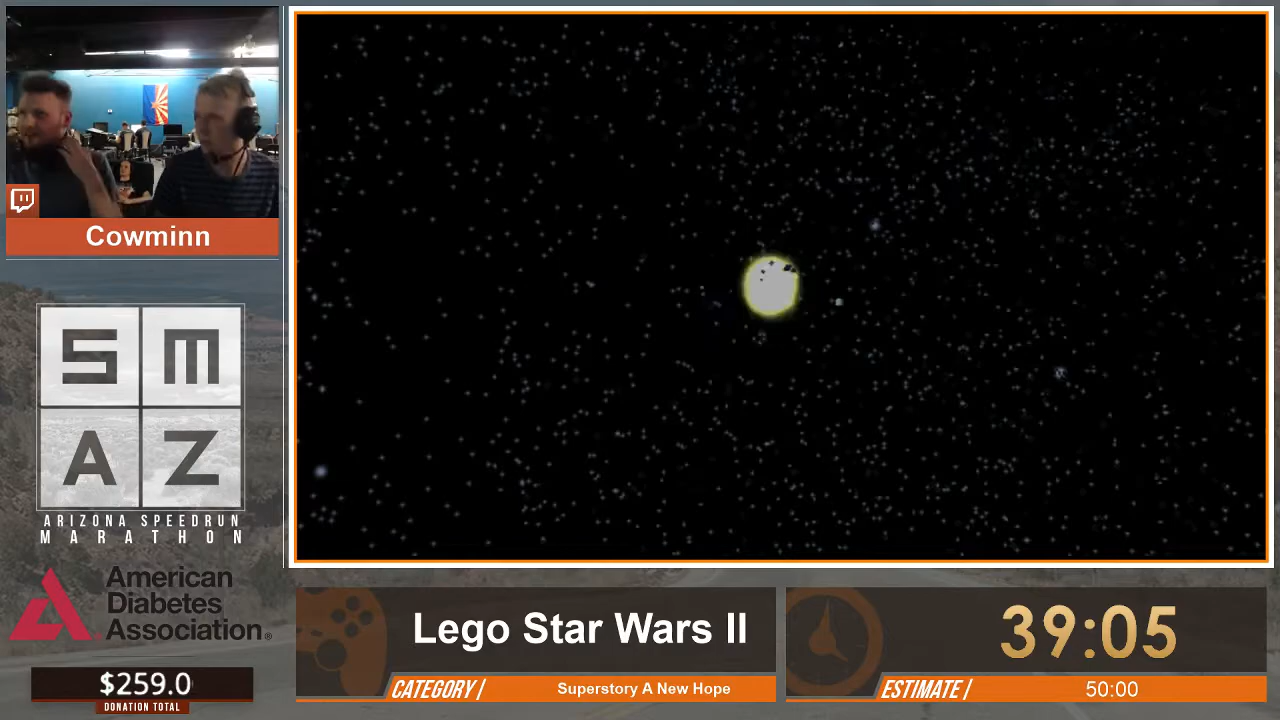 Cowminn
S M
A Z
ARIZONA SPEEDRUN
MARATHON
American
Diabetes
Association®
$259.0
DONATION TOTAL
Lego Star Wars II
CATEGORY/ Superstory A New Hope
39:05
ESTIMATE/ 50:00